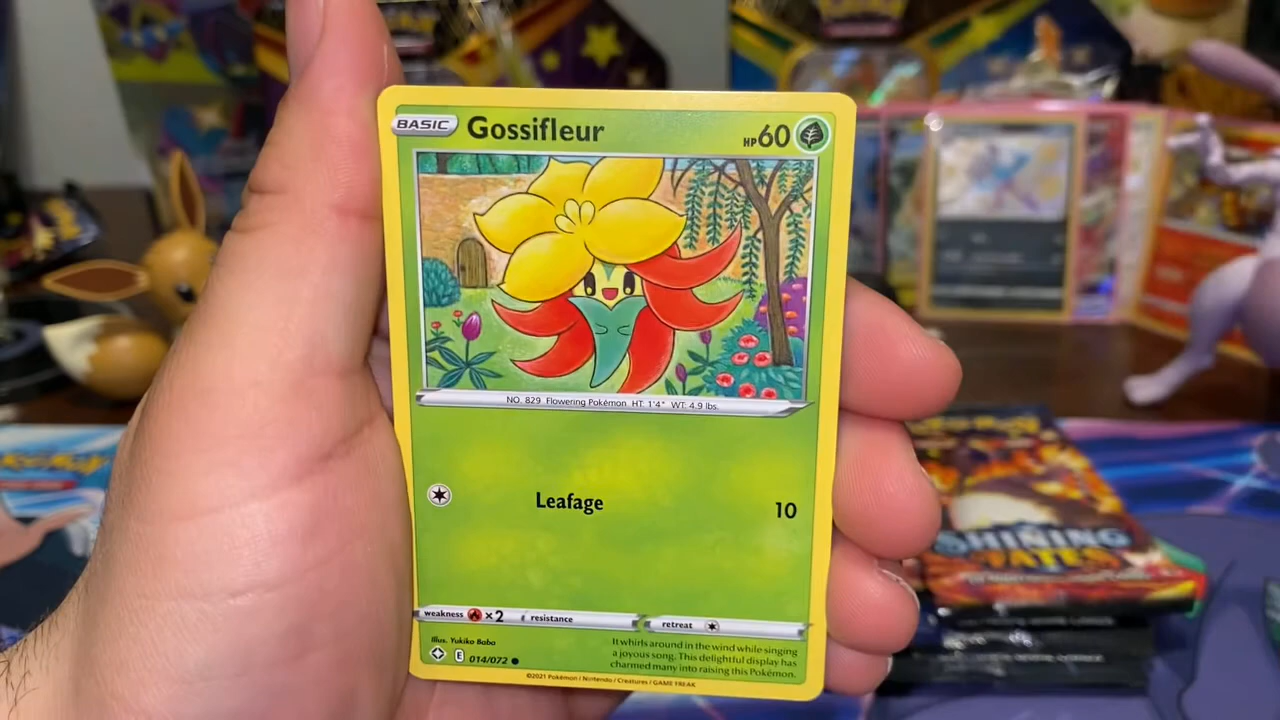 BASIC Gossifleur HP60
NO. 829 Flowering Pokémon HT: 1'4" WT: 4.9 lbs.
Leafage 10
weakness ×2 resistance retreat
Illus. Yukiko Baba
E 014/072
It whirls around in the wind while singing
a joyous song. This delightful display has
charmed many into raising this Pokémon.
©2021 Pokémon / Nintendo / Creatures / GAME FREAK
SHINING
FATES